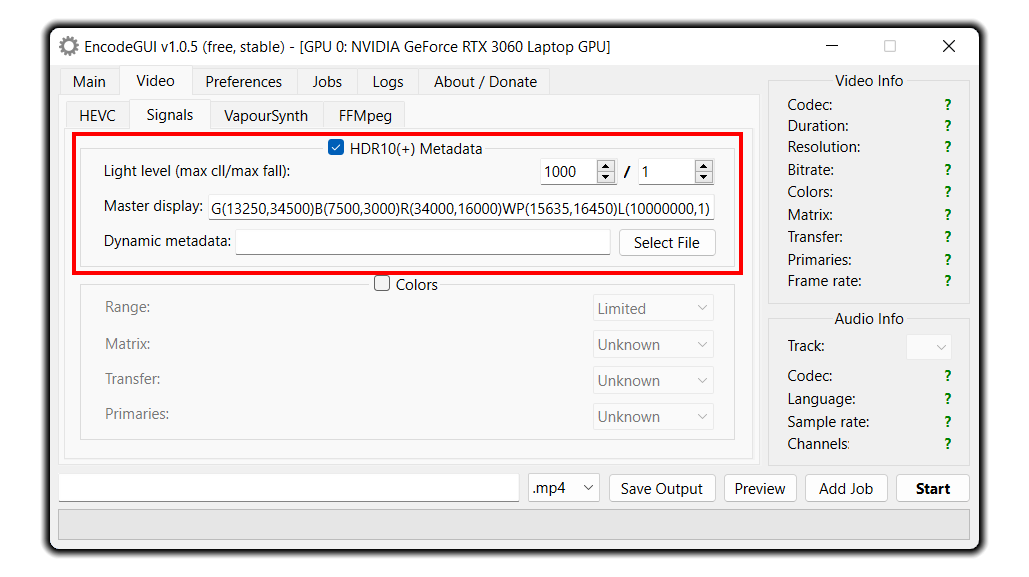 EncodeGUI v1.0.5 (free, stable) - [GPU 0: NVIDIA GeForce RTX 3060 Laptop GPU]
Main Video Preferences Jobs Logs About / Donate
HEVC Signals VapourSynth FFMpeg
HDR10(+) Metadata
Light level (max cll/max fall): 1000 / 1
Master display: G(13250,34500)B(7500,3000)R(34000,16000)WP(15635,16450)L(10000000,1)
Dynamic metadata: Select File
Colors
Range: Limited
Matrix: Unknown
Transfer: Unknown
Primaries: Unknown
Video Info
Codec: ?
Duration: ?
Resolution: ?
Bitrate: ?
Colors: ?
Matrix: ?
Transfer: ?
Primaries: ?
Frame rate: ?
Audio Info
Track:
Codec: ?
Language: ?
Sample rate: ?
Channels: ?
.mp4 Save Output Preview Add Job Start